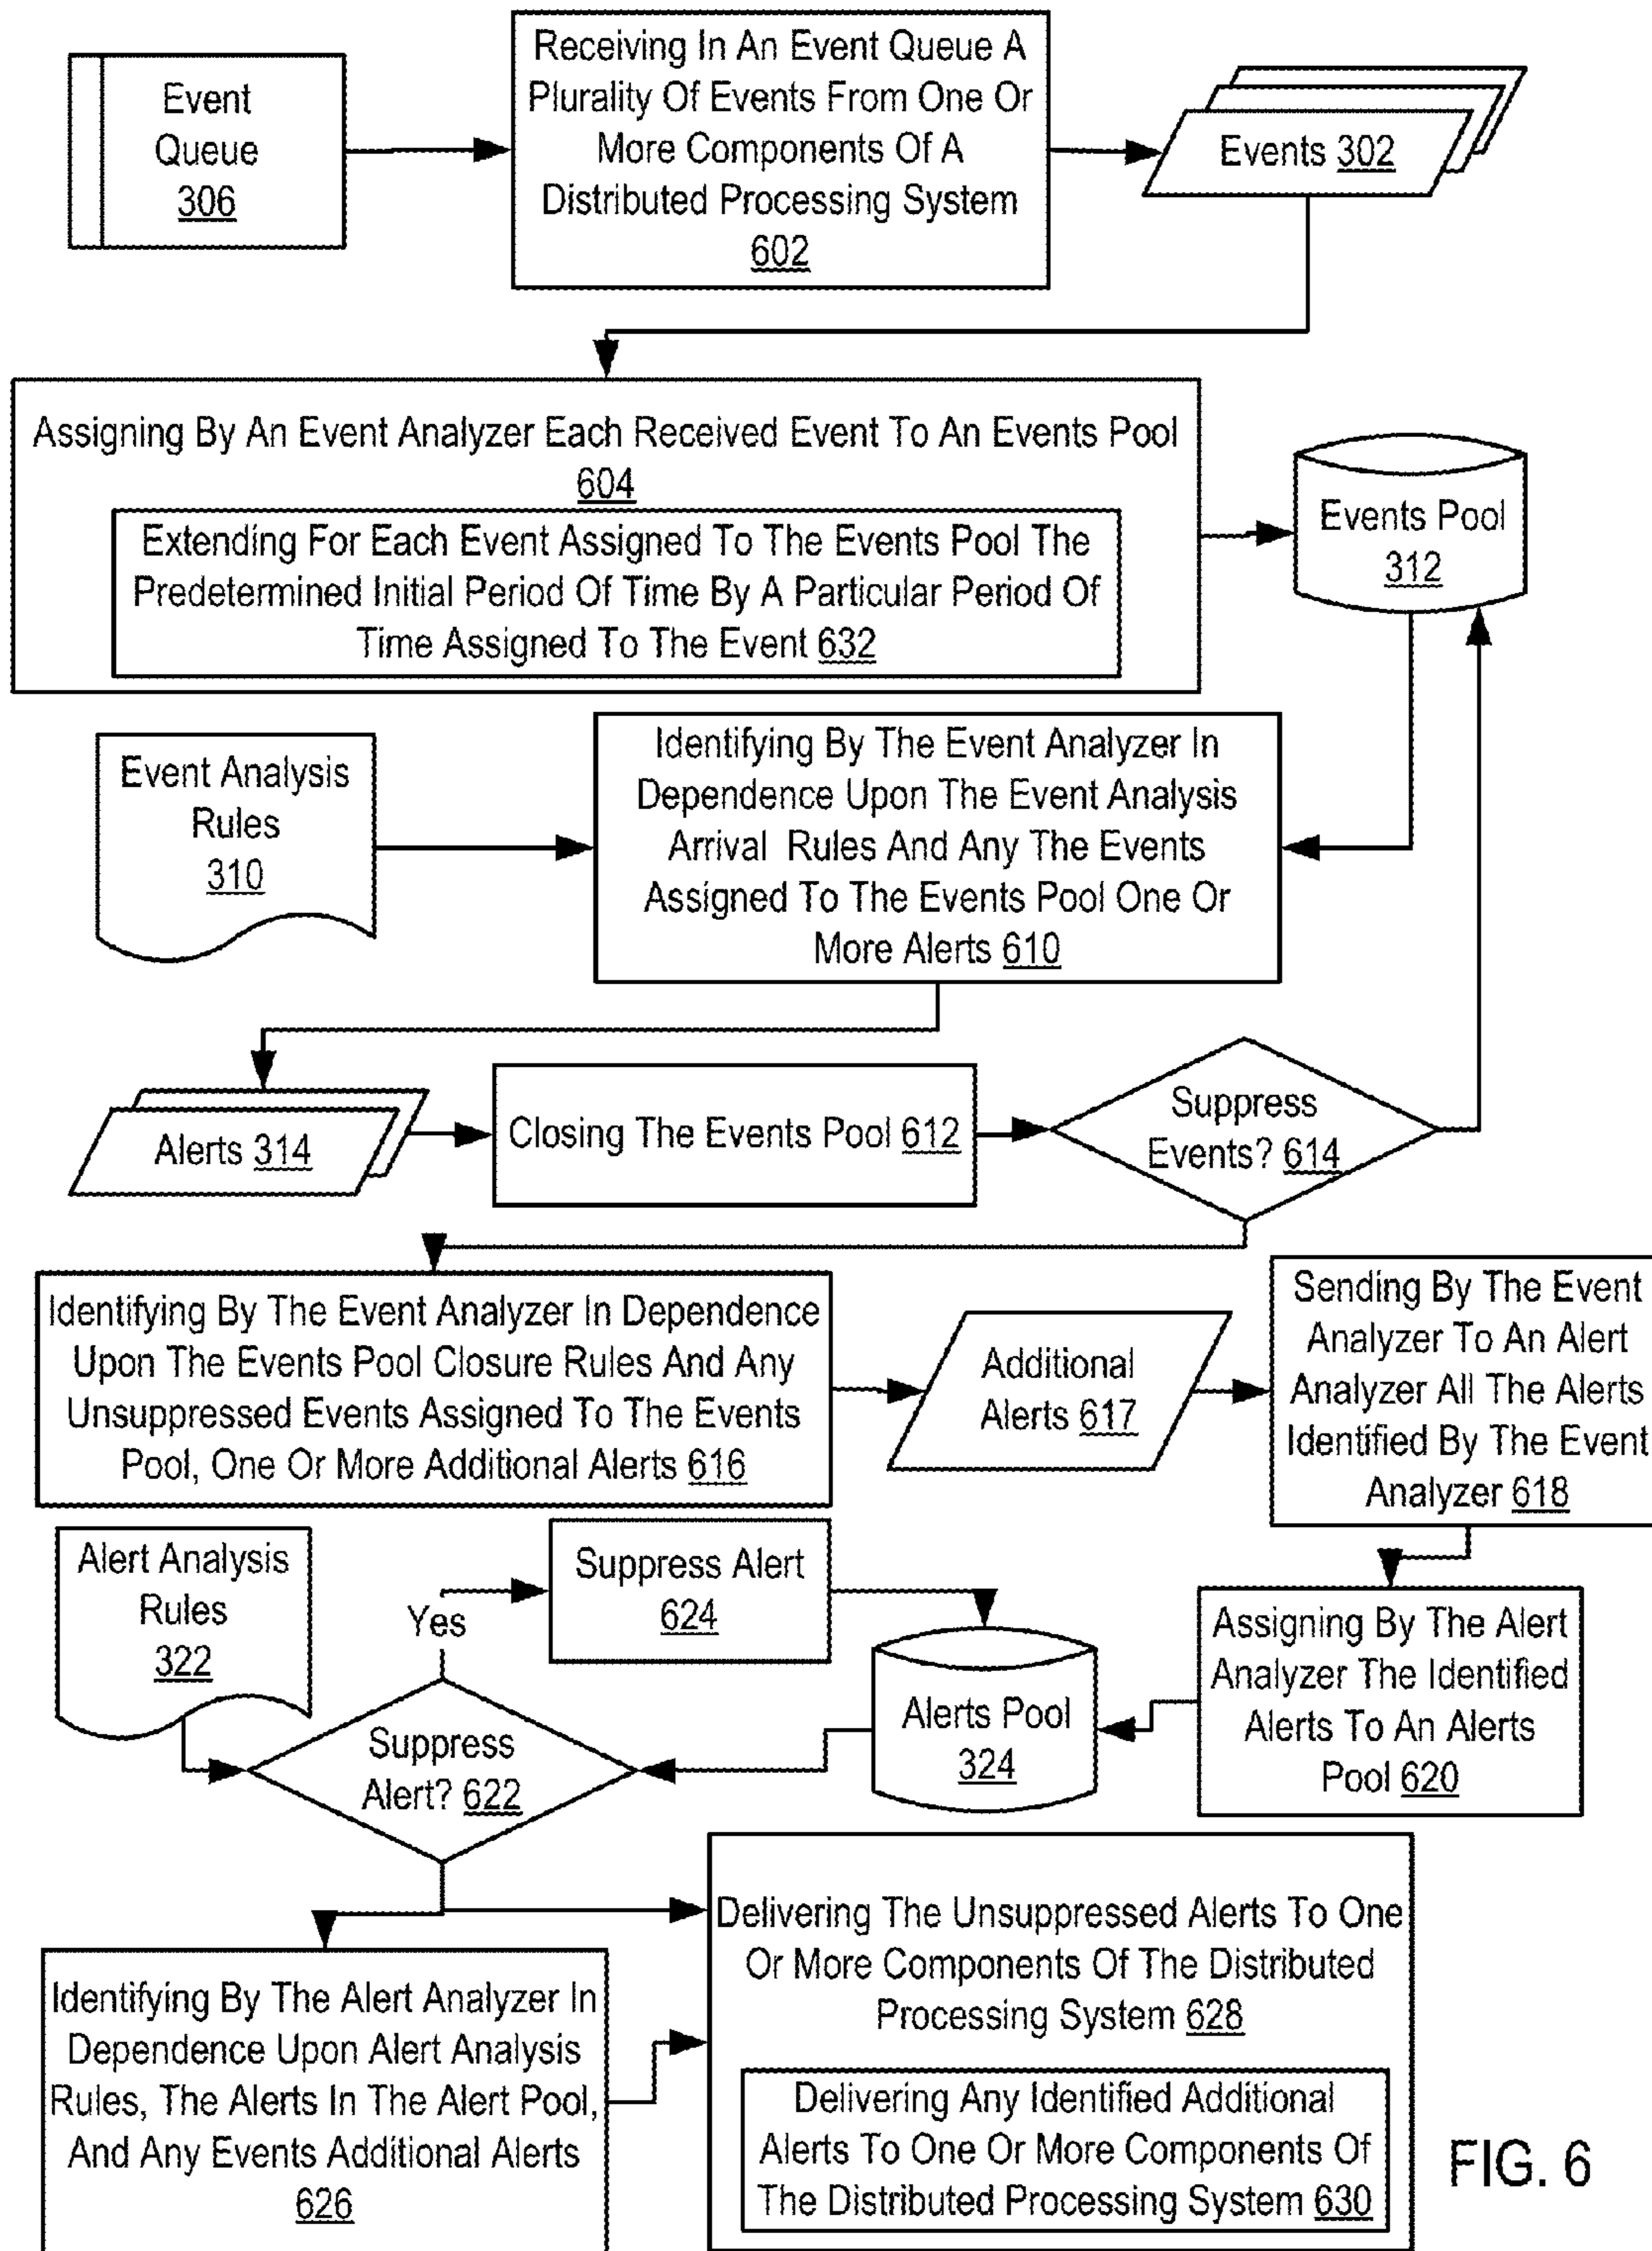 Event
Queue
306
Receiving In An Event Queue A
Plurality Of Events From One Or
More Components Of A
Distributed Processing System
602
Events 302
Assigning By An Event Analyzer Each Received Event To An Events Pool
604
Extending For Each Event Assigned To The Events Pool The
Predetermined Initial Period Of Time By A Particular Period Of
Time Assigned To The Event 632
Events Pool
312
Event Analysis
Rules
310
Identifying By The Event Analyzer In
Dependence Upon The Event Analysis
Arrival Rules And Any The Events
Assigned To The Events Pool One Or
More Alerts 610
Alerts 314
Closing The Events Pool 612
Suppress
Events? 614
Identifying By The Event Analyzer In Dependence
Upon The Events Pool Closure Rules And Any
Unsuppressed Events Assigned To The Events
Pool, One Or More Additional Alerts 616
Additional
Alerts 617
Sending By The Event
Analyzer To An Alert
Analyzer All The Alerts
Identified By The Event
Analyzer 618
Alert Analysis
Rules
322
Yes
Suppress Alert
624
Alerts Pool
324
Assigning By The Alert
Analyzer The Identified
Alerts To An Alerts
Pool 620
Suppress
Alert? 622
Identifying By The Alert Analyzer In
Dependence Upon Alert Analysis
Rules, The Alerts In The Alert Pool,
And Any Events Additional Alerts
626
Delivering The Unsuppressed Alerts To One
Or More Components Of The Distributed
Processing System 628
Delivering Any Identified Additional
Alerts To One Or More Components Of
The Distributed Processing System 630
FIG. 6